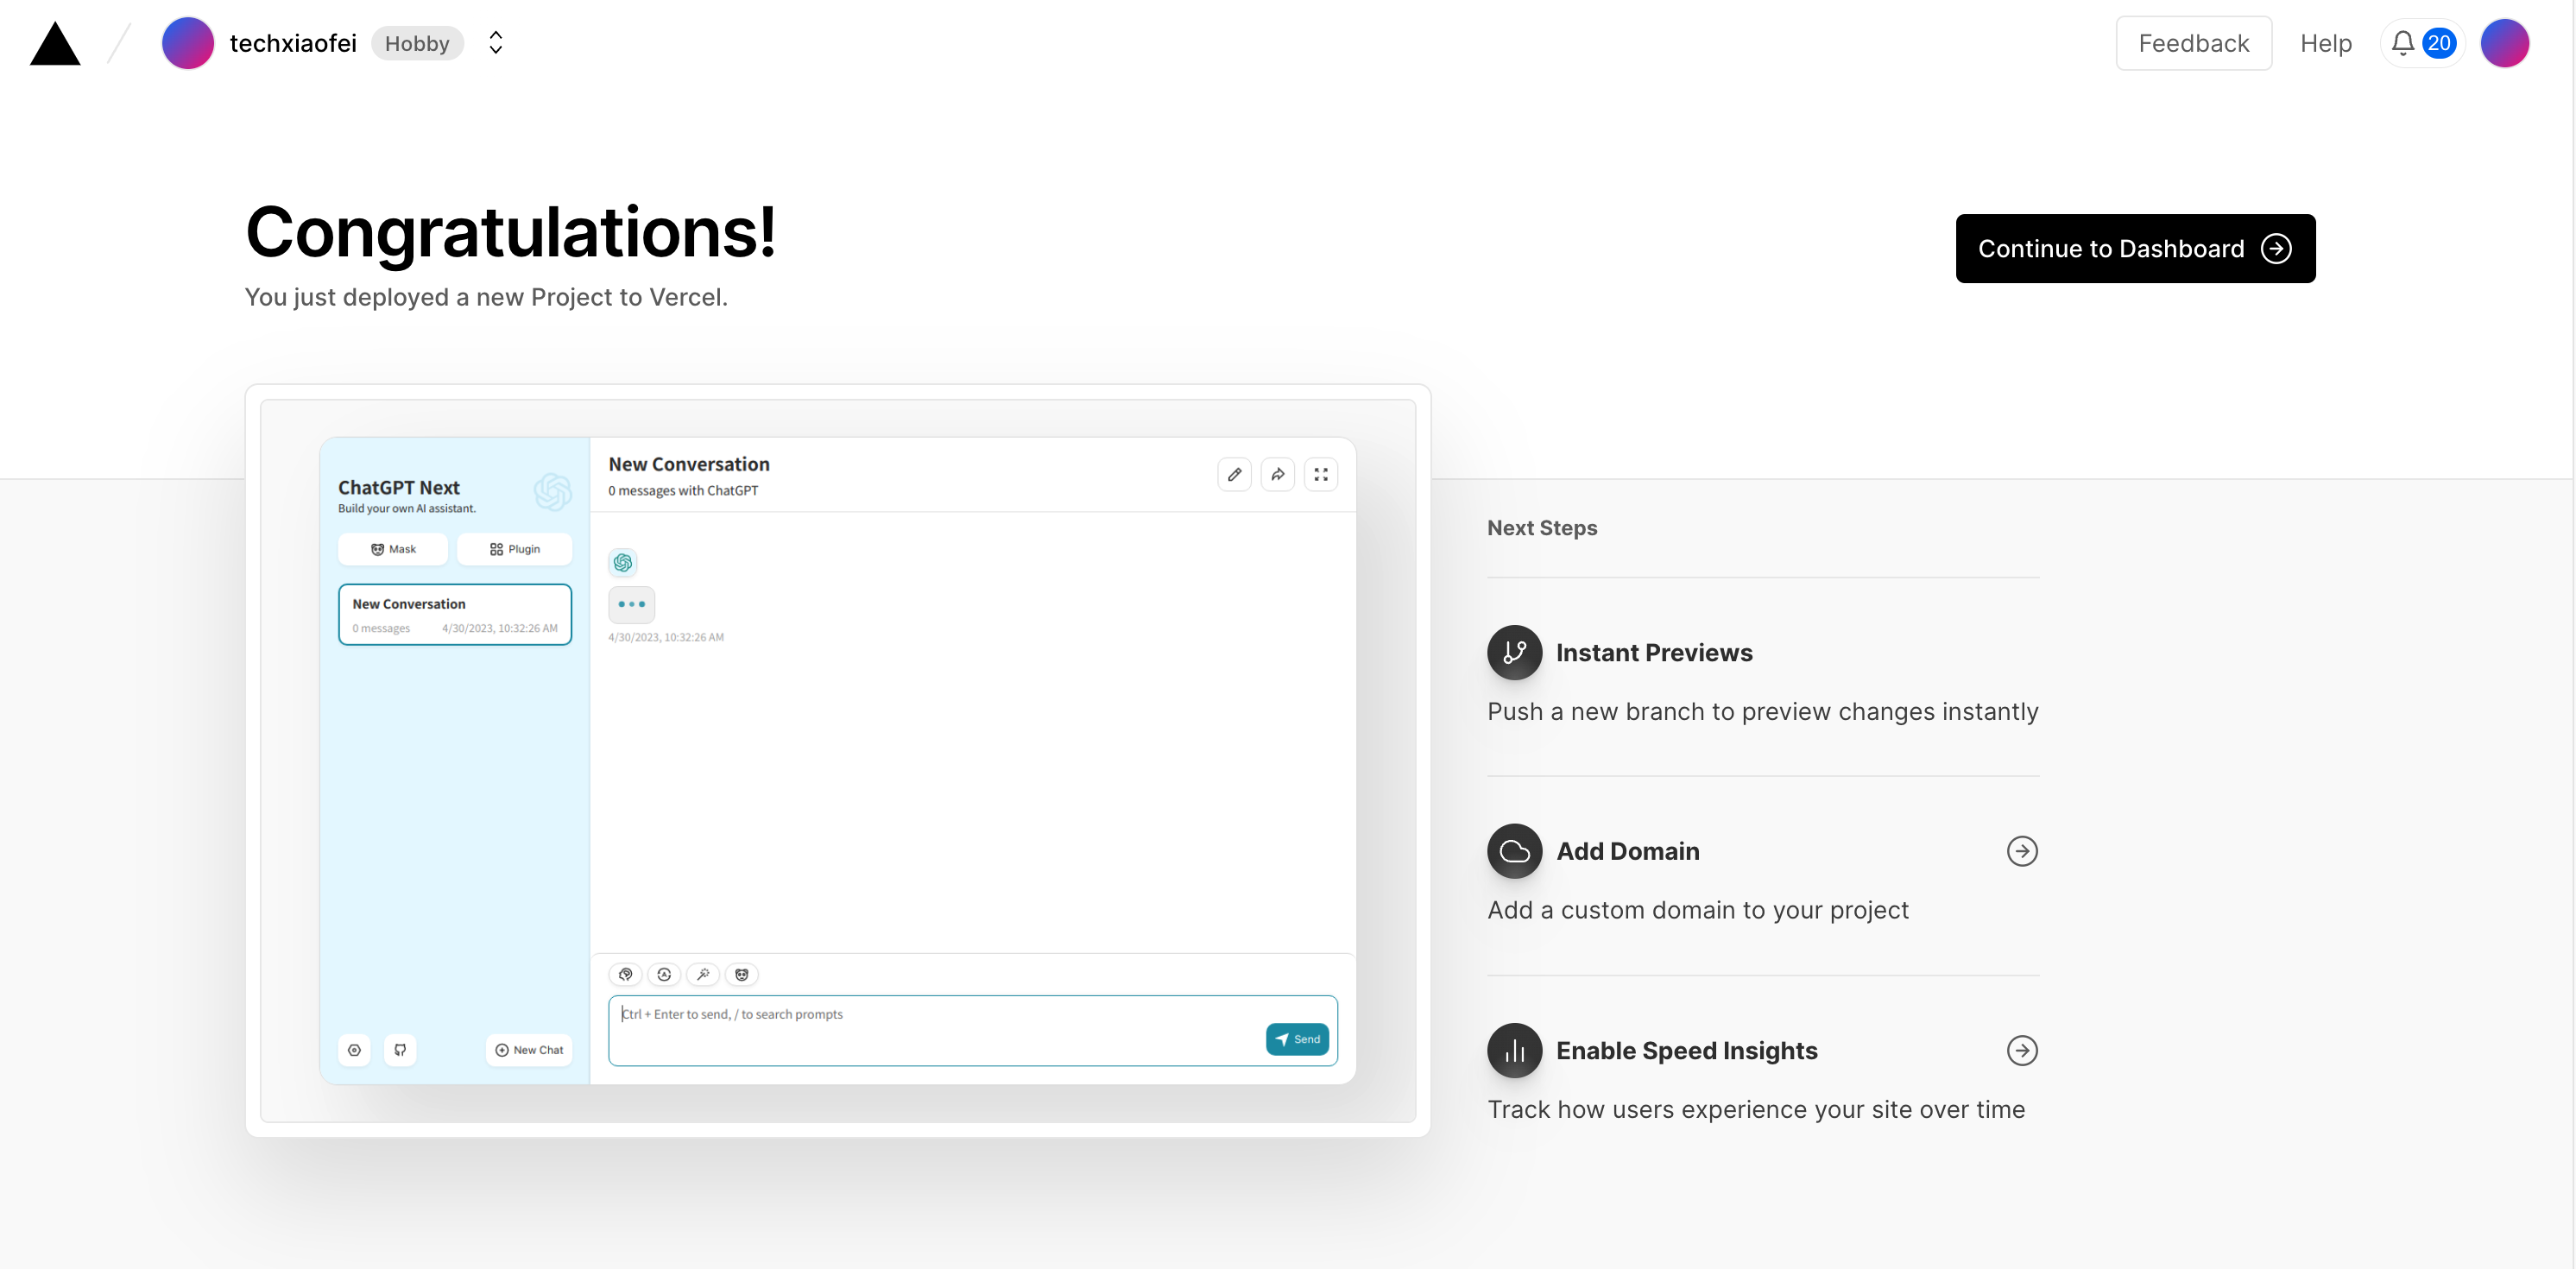 techxiaofei Hobby
Feedback Help 20
Congratulations!
You just deployed a new Project to Vercel.
Continue to Dashboard
ChatGPT Next
Build your own AI assistant.
Mask Plugin
New Conversation
0 messages 4/30/2023, 10:32:26 AM
New Chat
New Conversation
0 messages with ChatGPT
4/30/2023, 10:32:26 AM
Ctrl + Enter to send, / to search prompts
Send
Next Steps
Instant Previews
Push a new branch to preview changes instantly
Add Domain
Add a custom domain to your project
Enable Speed Insights
Track how users experience your site over time